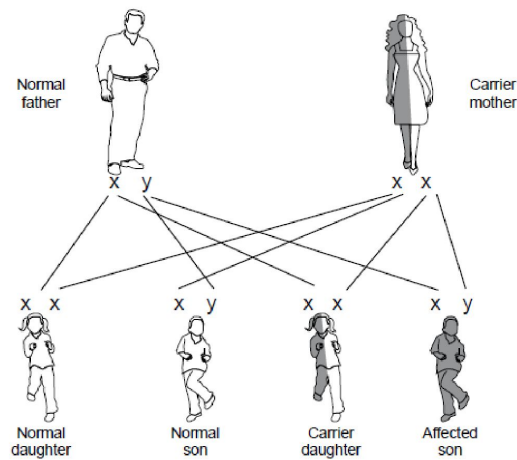 Normal
father
Carrier
mother
x y
x x
x x
x y
x x
x y
Normal
daughter
Normal
son
Carrier
daughter
Affected
son